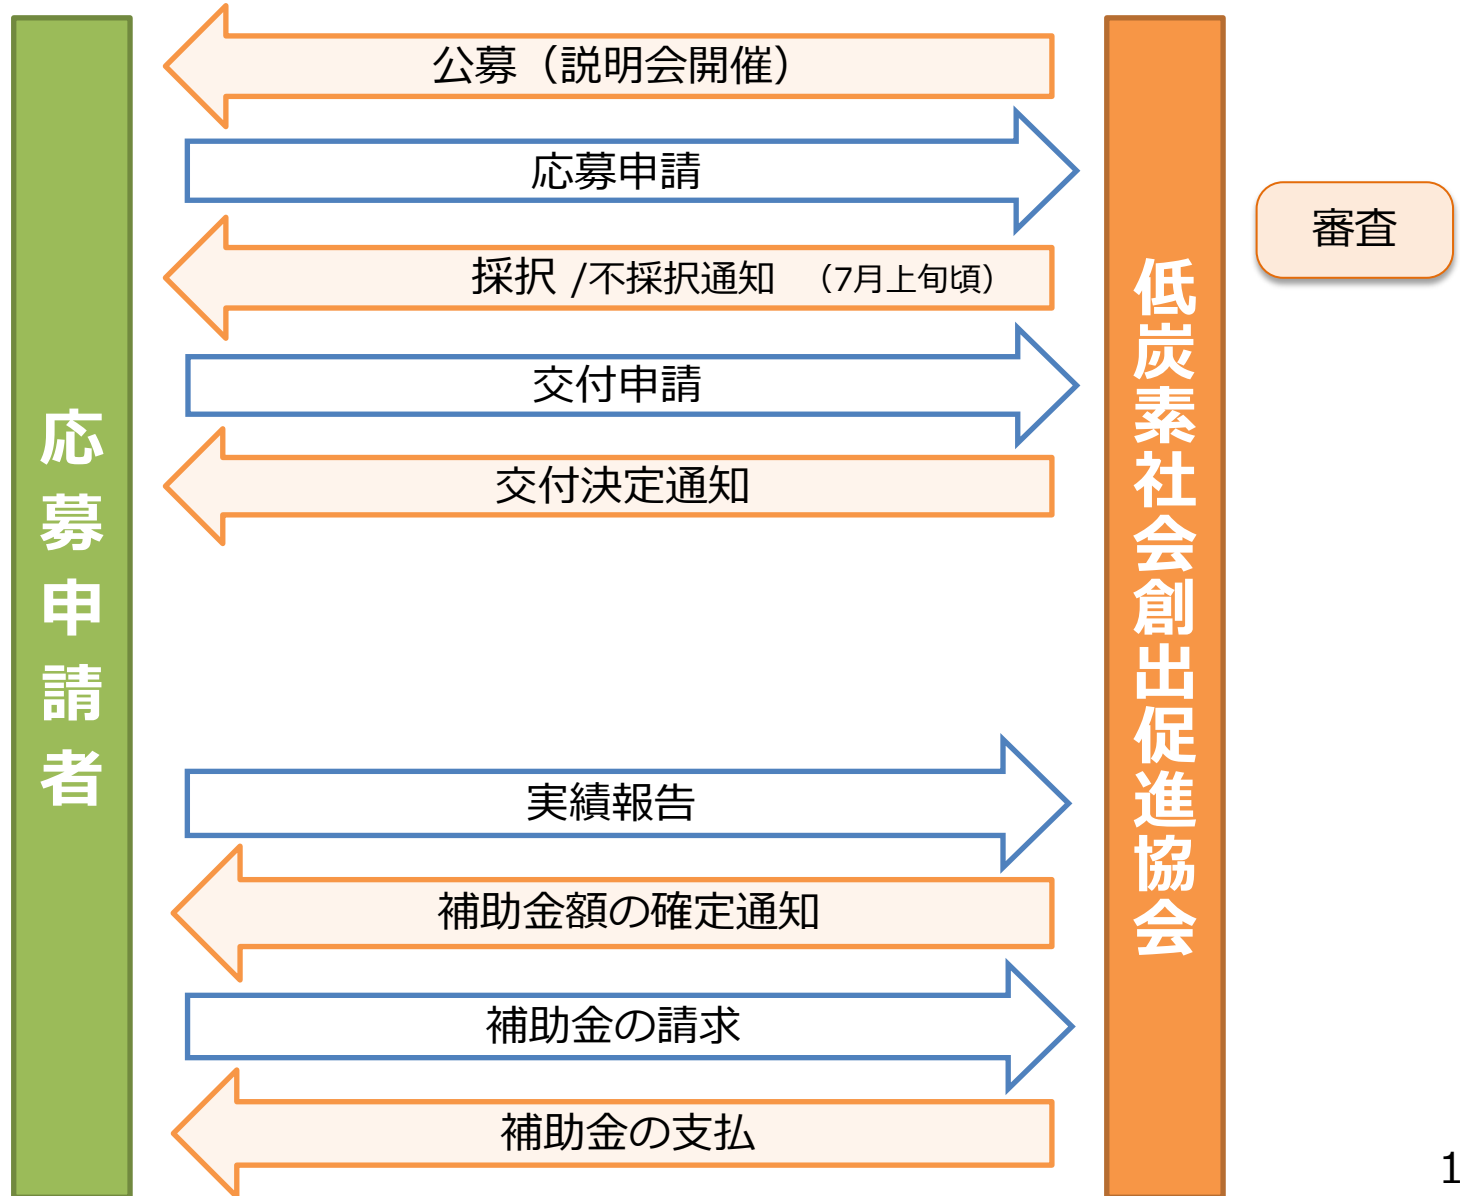 公募（説明会開催）
応募申請
審査
採択 /不採択通知 （7月上旬頃）
交付申請
交付決定通知
応募申請者
低炭素社会創出促進協会
実績報告
補助金額の確定通知
補助金の請求
補助金の支払
1